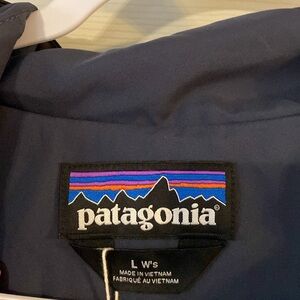 patagonia®
L W's
MADE IN VIETNAM
FABRIQUÉ AU VIETNAM